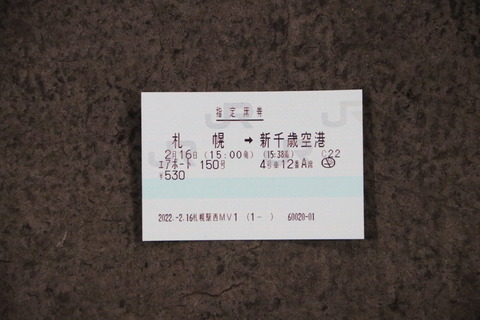 指定席券
札幌 → 新千歳空港
2月16日 (15:00発) (15:38着) C22
エアポート 150号 4号車12番A席
¥530
2022.-2.16札幌駅西MV1 (1- ) 60020-01